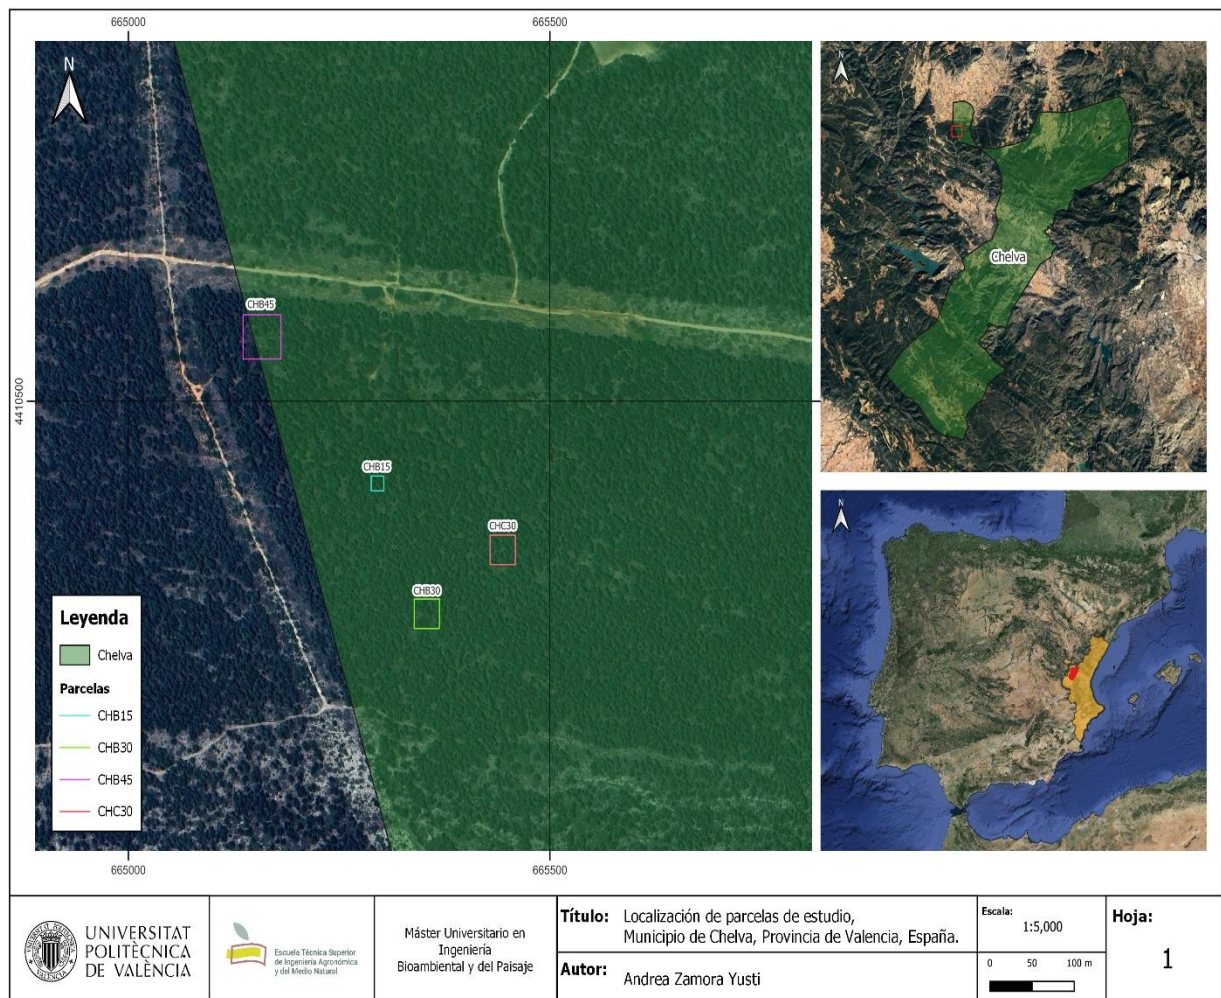 665000
665500
N
CHB45
4410500
CHB15
CHC30
CHB30
Leyenda
Chelva
Parcelas
CHB15
CHB30
CHB45
CHC30
665000
665500
N
Chelva
N
UNIVERSITAT
POLITÈCNICA
DE VALÈNCIA
Escuela Técnica Superior
de Ingeniería Agronómica
y del Medio Natural
Máster Universitario en
Ingeniería
Bioambiental y del Paisaje
Título: Localización de parcelas de estudio,
Municipio de Chelva, Provincia de Valencia, España.
Autor: Andrea Zamora Yusti
Escala:
1:5,000
0 50 100 m
Hoja:
1